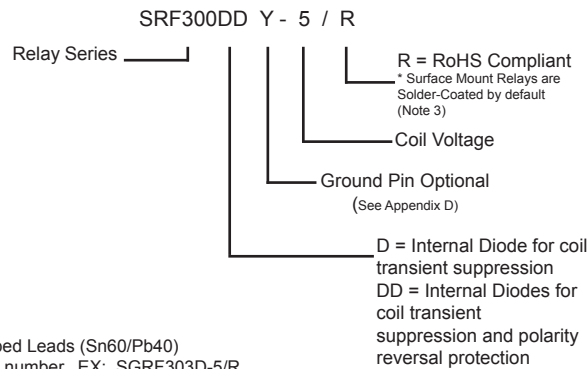 SRF300DD Y - 5 / R
Relay Series
R = RoHS Compliant
* Surface Mount Relays are
Solder-Coated by default
(Note 3)
Coil Voltage
Ground Pin Optional
(See Appendix D)
D = Internal Diode for coil
transient suppression
DD = Internal Diodes for
coil transient
suppression and polarity
reversal protection
Leads (Sn60/Pb40)
number. EX: SGRF303D-5/R